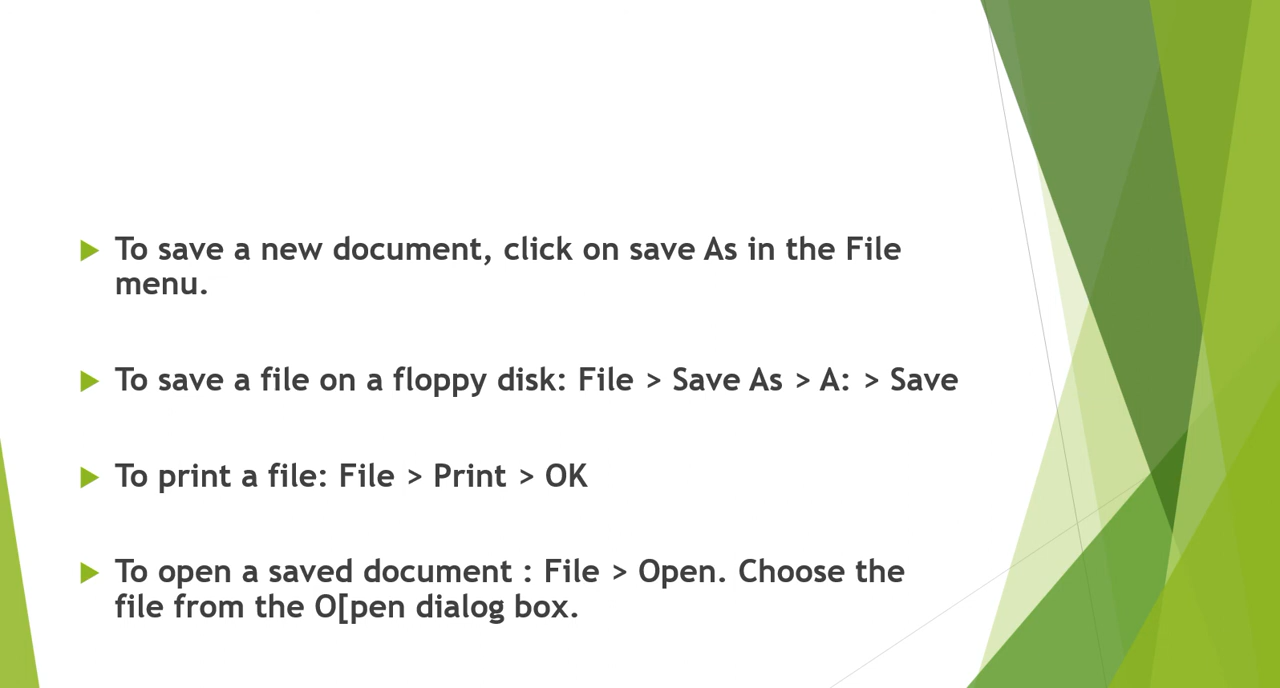 To save a new document, click on save As in the File
menu.
To save a file on a floppy disk: File > Save As > A: > Save
To print a file: File > Print > OK
To open a saved document : File > Open. Choose the
file from the O[pen dialog box.